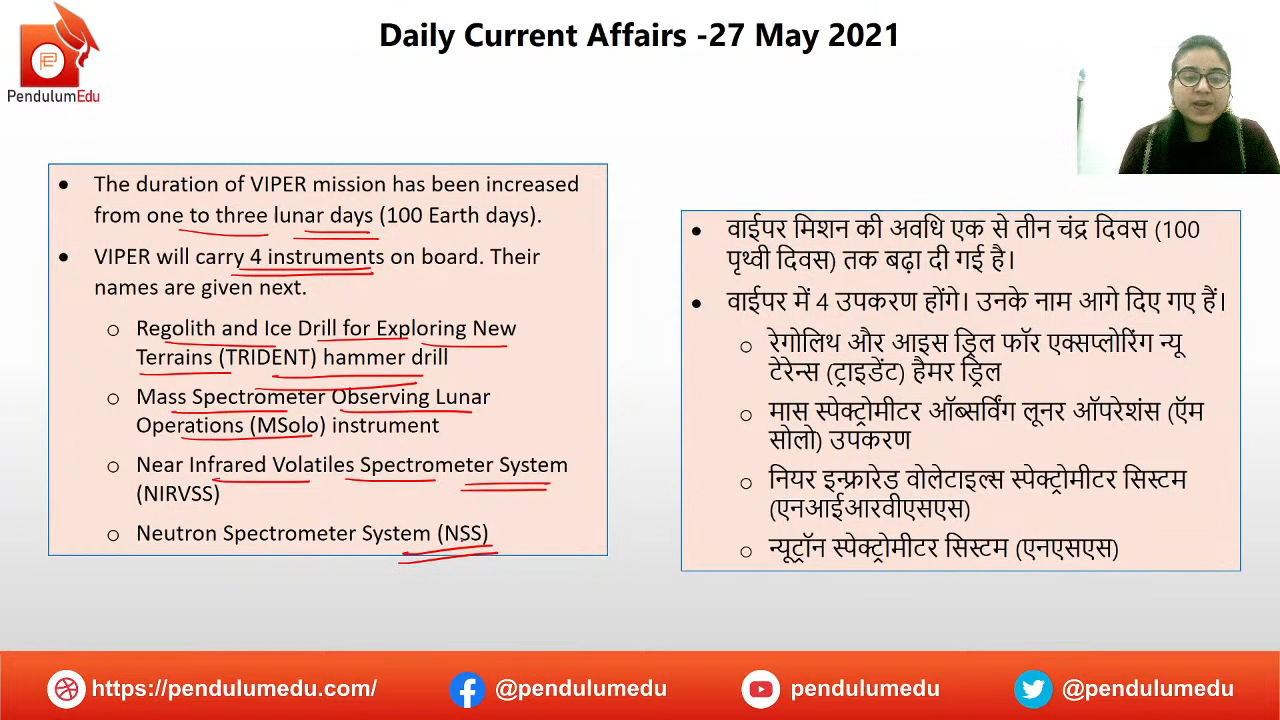 Daily Current Affairs -27 May 2021
PendulumEdu
• The duration of VIPER mission has been increased
from one to three lunar days (100 Earth days).
• VIPER will carry 4 instruments on board. Their
names are given next.
o Regolith and Ice Drill for Exploring New
Terrains (TRIDENT) hammer drill
o Mass Spectrometer Observing Lunar
Operations (MSolo) instrument
o Near Infrared Volatiles Spectrometer System
(NIRVSS)
o Neutron Spectrometer System (NSS)
• वाईपर मिशन की अवधि एक से तीन चंद्र दिवस (100
पृथ्वी दिवस) तक बढ़ा दी गई है।
• वाईपर में 4 उपकरण होंगे। उनके नाम आगे दिए गए हैं।
o रेगोलिथ और आइस ड्रिल फॉर एक्सप्लोरिंग न्यू
टेरेन्स (ट्राइडेंट) हैमर ड्रिल
o मास स्पेक्ट्रोमीटर ऑब्सर्विंग लूनर ऑपरेशंस (ऍम
सोलो) उपकरण
o नियर इन्फ्रारेड वोलेटाइल्स स्पेक्ट्रोमीटर सिस्टम
(एनआईआरवीएसएस)
o न्यूट्रॉन स्पेक्ट्रोमीटर सिस्टम (एनएसएस)
https://pendulumedu.com/
@pendulumedu
pendulumedu
@pendulumedu